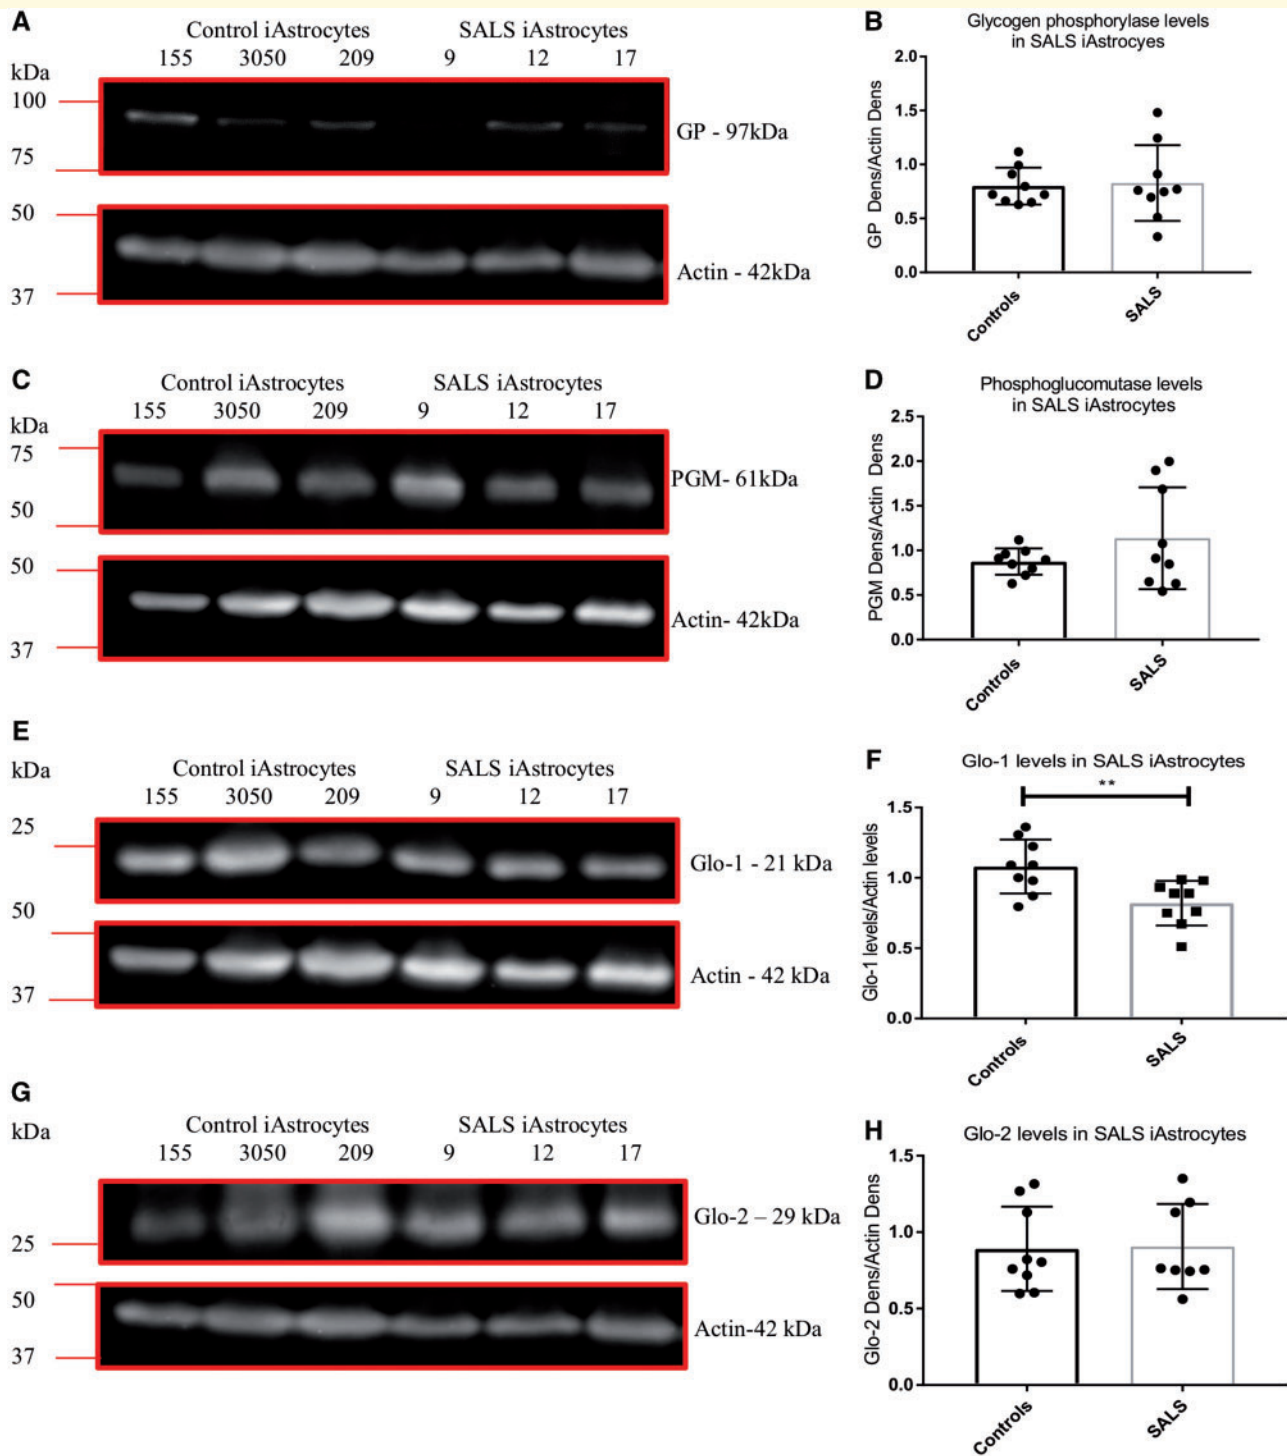 A
Control iAstrocytes SALS iAstrocytes
155 3050 209 9 12 17
kDa
100
75
GP - 97kDa
50
37
Actin - 42kDa
B
Glycogen phosphorylase levels
in SALS iAstrocyes
GP Dens/Actin Dens
2.0
1.5
1.0
0.5
0.0
Controls
SALS
C
Control iAstrocytes SALS iAstrocytes
155 3050 209 9 12 17
kDa
75
50
PGM- 61kDa
50
37
Actin- 42kDa
D
Phosphoglucomutase levels
in SALS iAstrocytes
PGM Dens/Actin Dens
2.5
2.0
1.5
1.0
0.5
0.0
Controls
SALS
E
kDa
Control iAstrocytes SALS iAstrocytes
155 3050 209 9 12 17
25
Glo-1 - 21 kDa
50
37
Actin - 42 kDa
F
Glo-1 levels in SALS iAstrocytes
**
Glo-1 levels/Actin levels
1.5
1.0
0.5
0.0
Controls
SALS
G
kDa
Control iAstrocytes SALS iAstrocytes
155 3050 209 9 12 17
25
Glo-2 – 29 kDa
50
37
Actin-42 kDa
H
Glo-2 levels in SALS iAstrocytes
Glo-2 Dens/Actin Dens
1.5
1.0
0.5
0.0
Controls
SALS